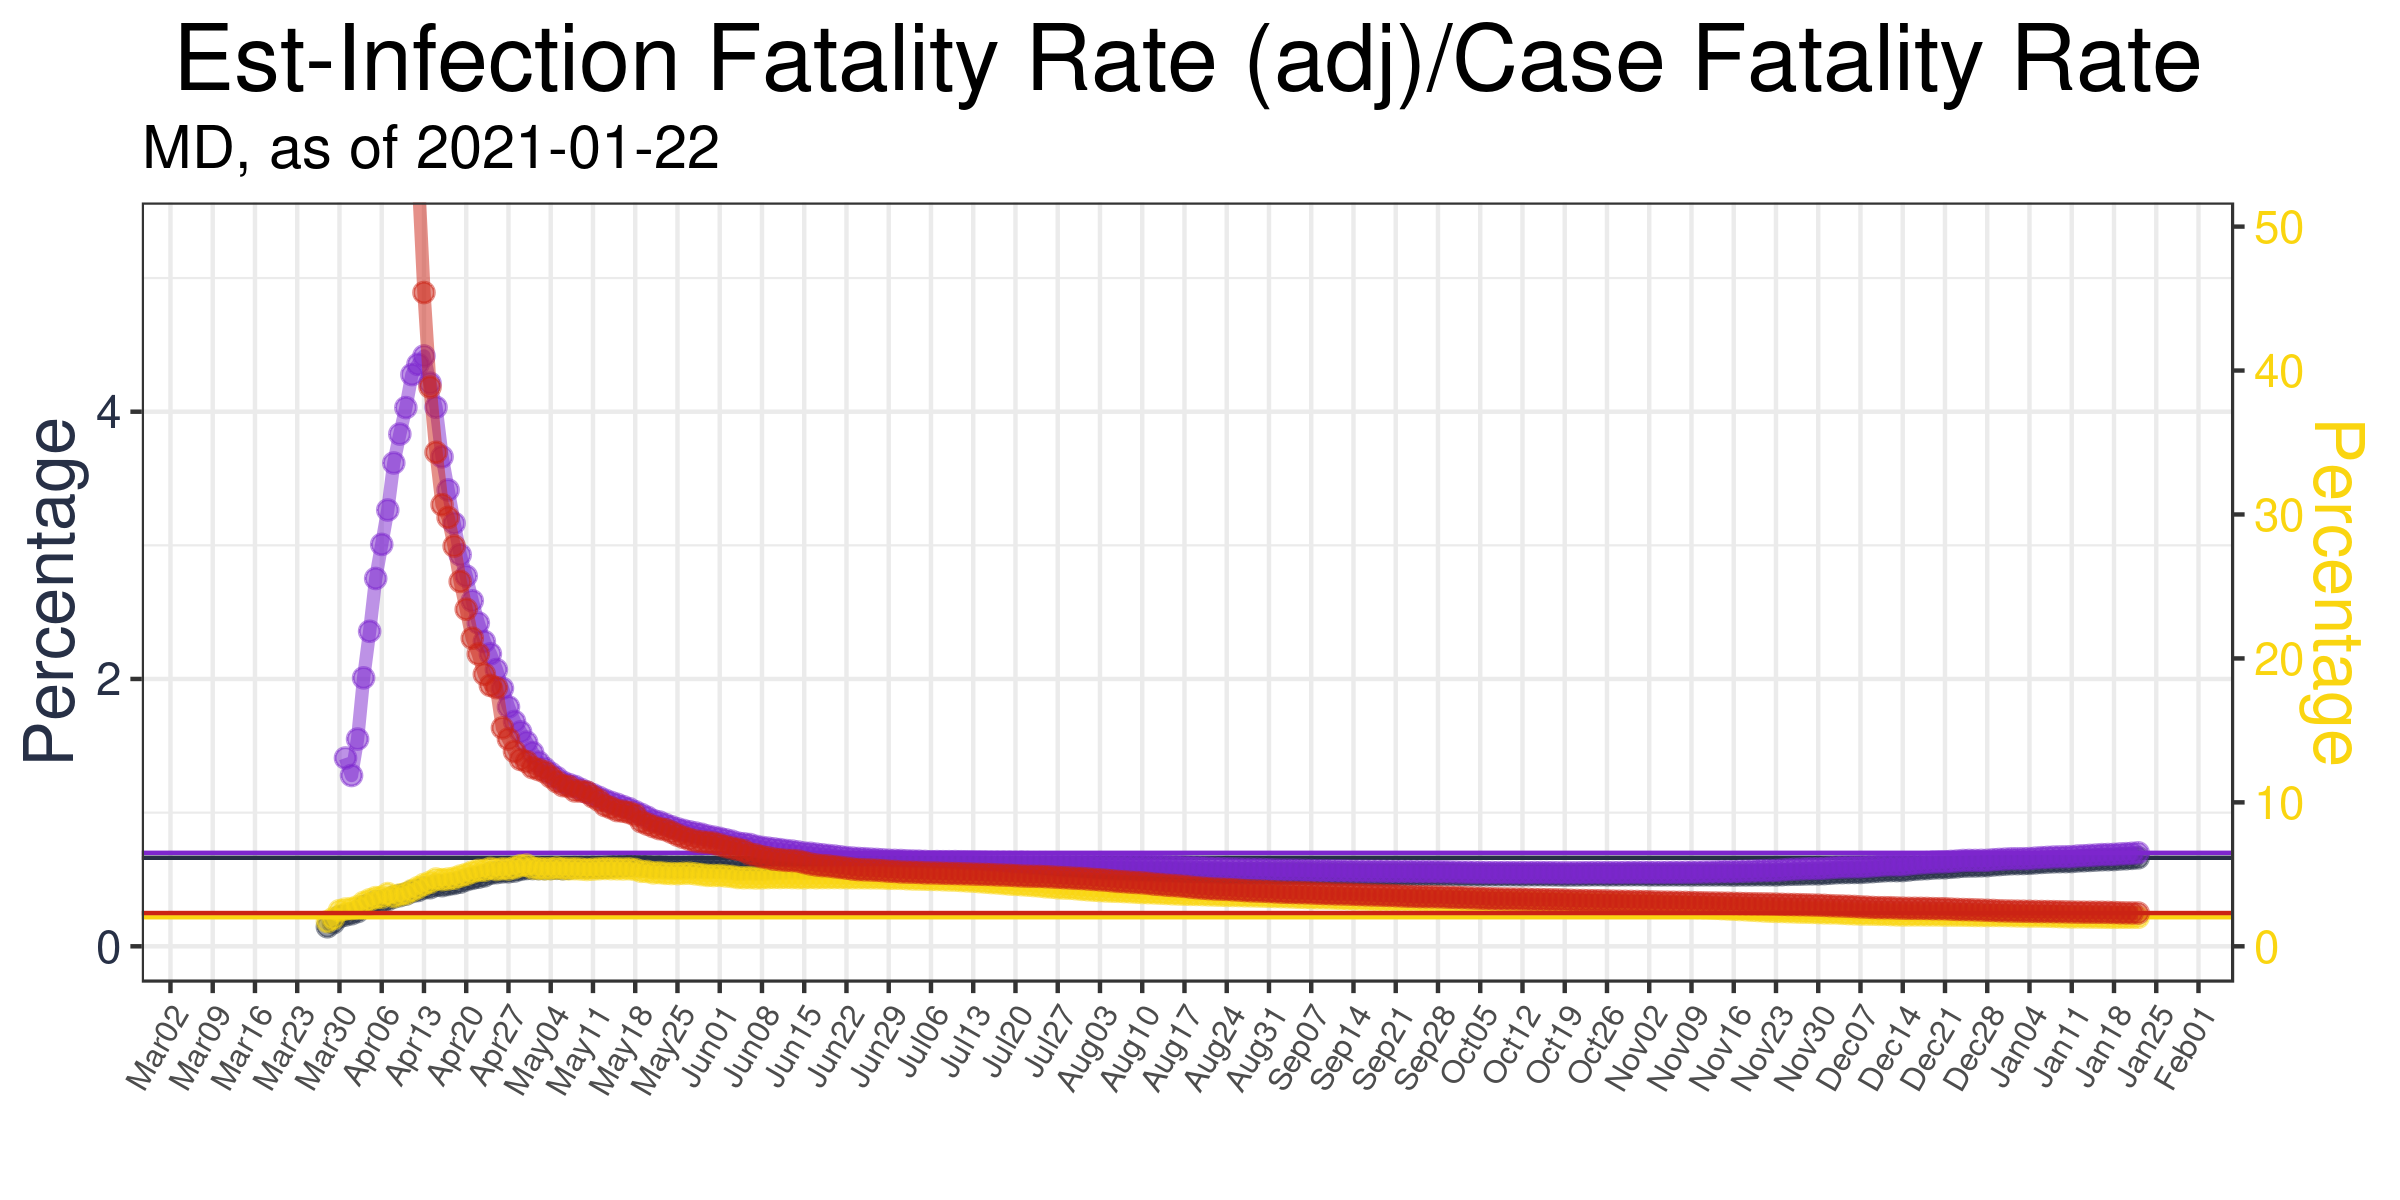 Est-Infection Fatality Rate (adj)/Case Fatality Rate
MD, as of 2021-01-22
Percentage
4
2
0
50
40
30
20
10
0
Percentage
Mar02
Mar09
Mar16
Mar23
Mar30
Apr06
Apr13
Apr20
Apr27
May04
May11
May18
May25
Jun01
Jun08
Jun15
Jun22
Jun29
Jul06
Jul13
Jul20
Jul27
Aug03
Aug10
Aug17
Aug24
Aug31
Sep07
Sep14
Sep21
Sep28
Oct05
Oct12
Oct19
Oct26
Nov02
Nov09
Nov16
Nov23
Nov30
Dec07
Dec14
Dec21
Dec28
Jan04
Jan11
Jan18
Jan25
Feb01